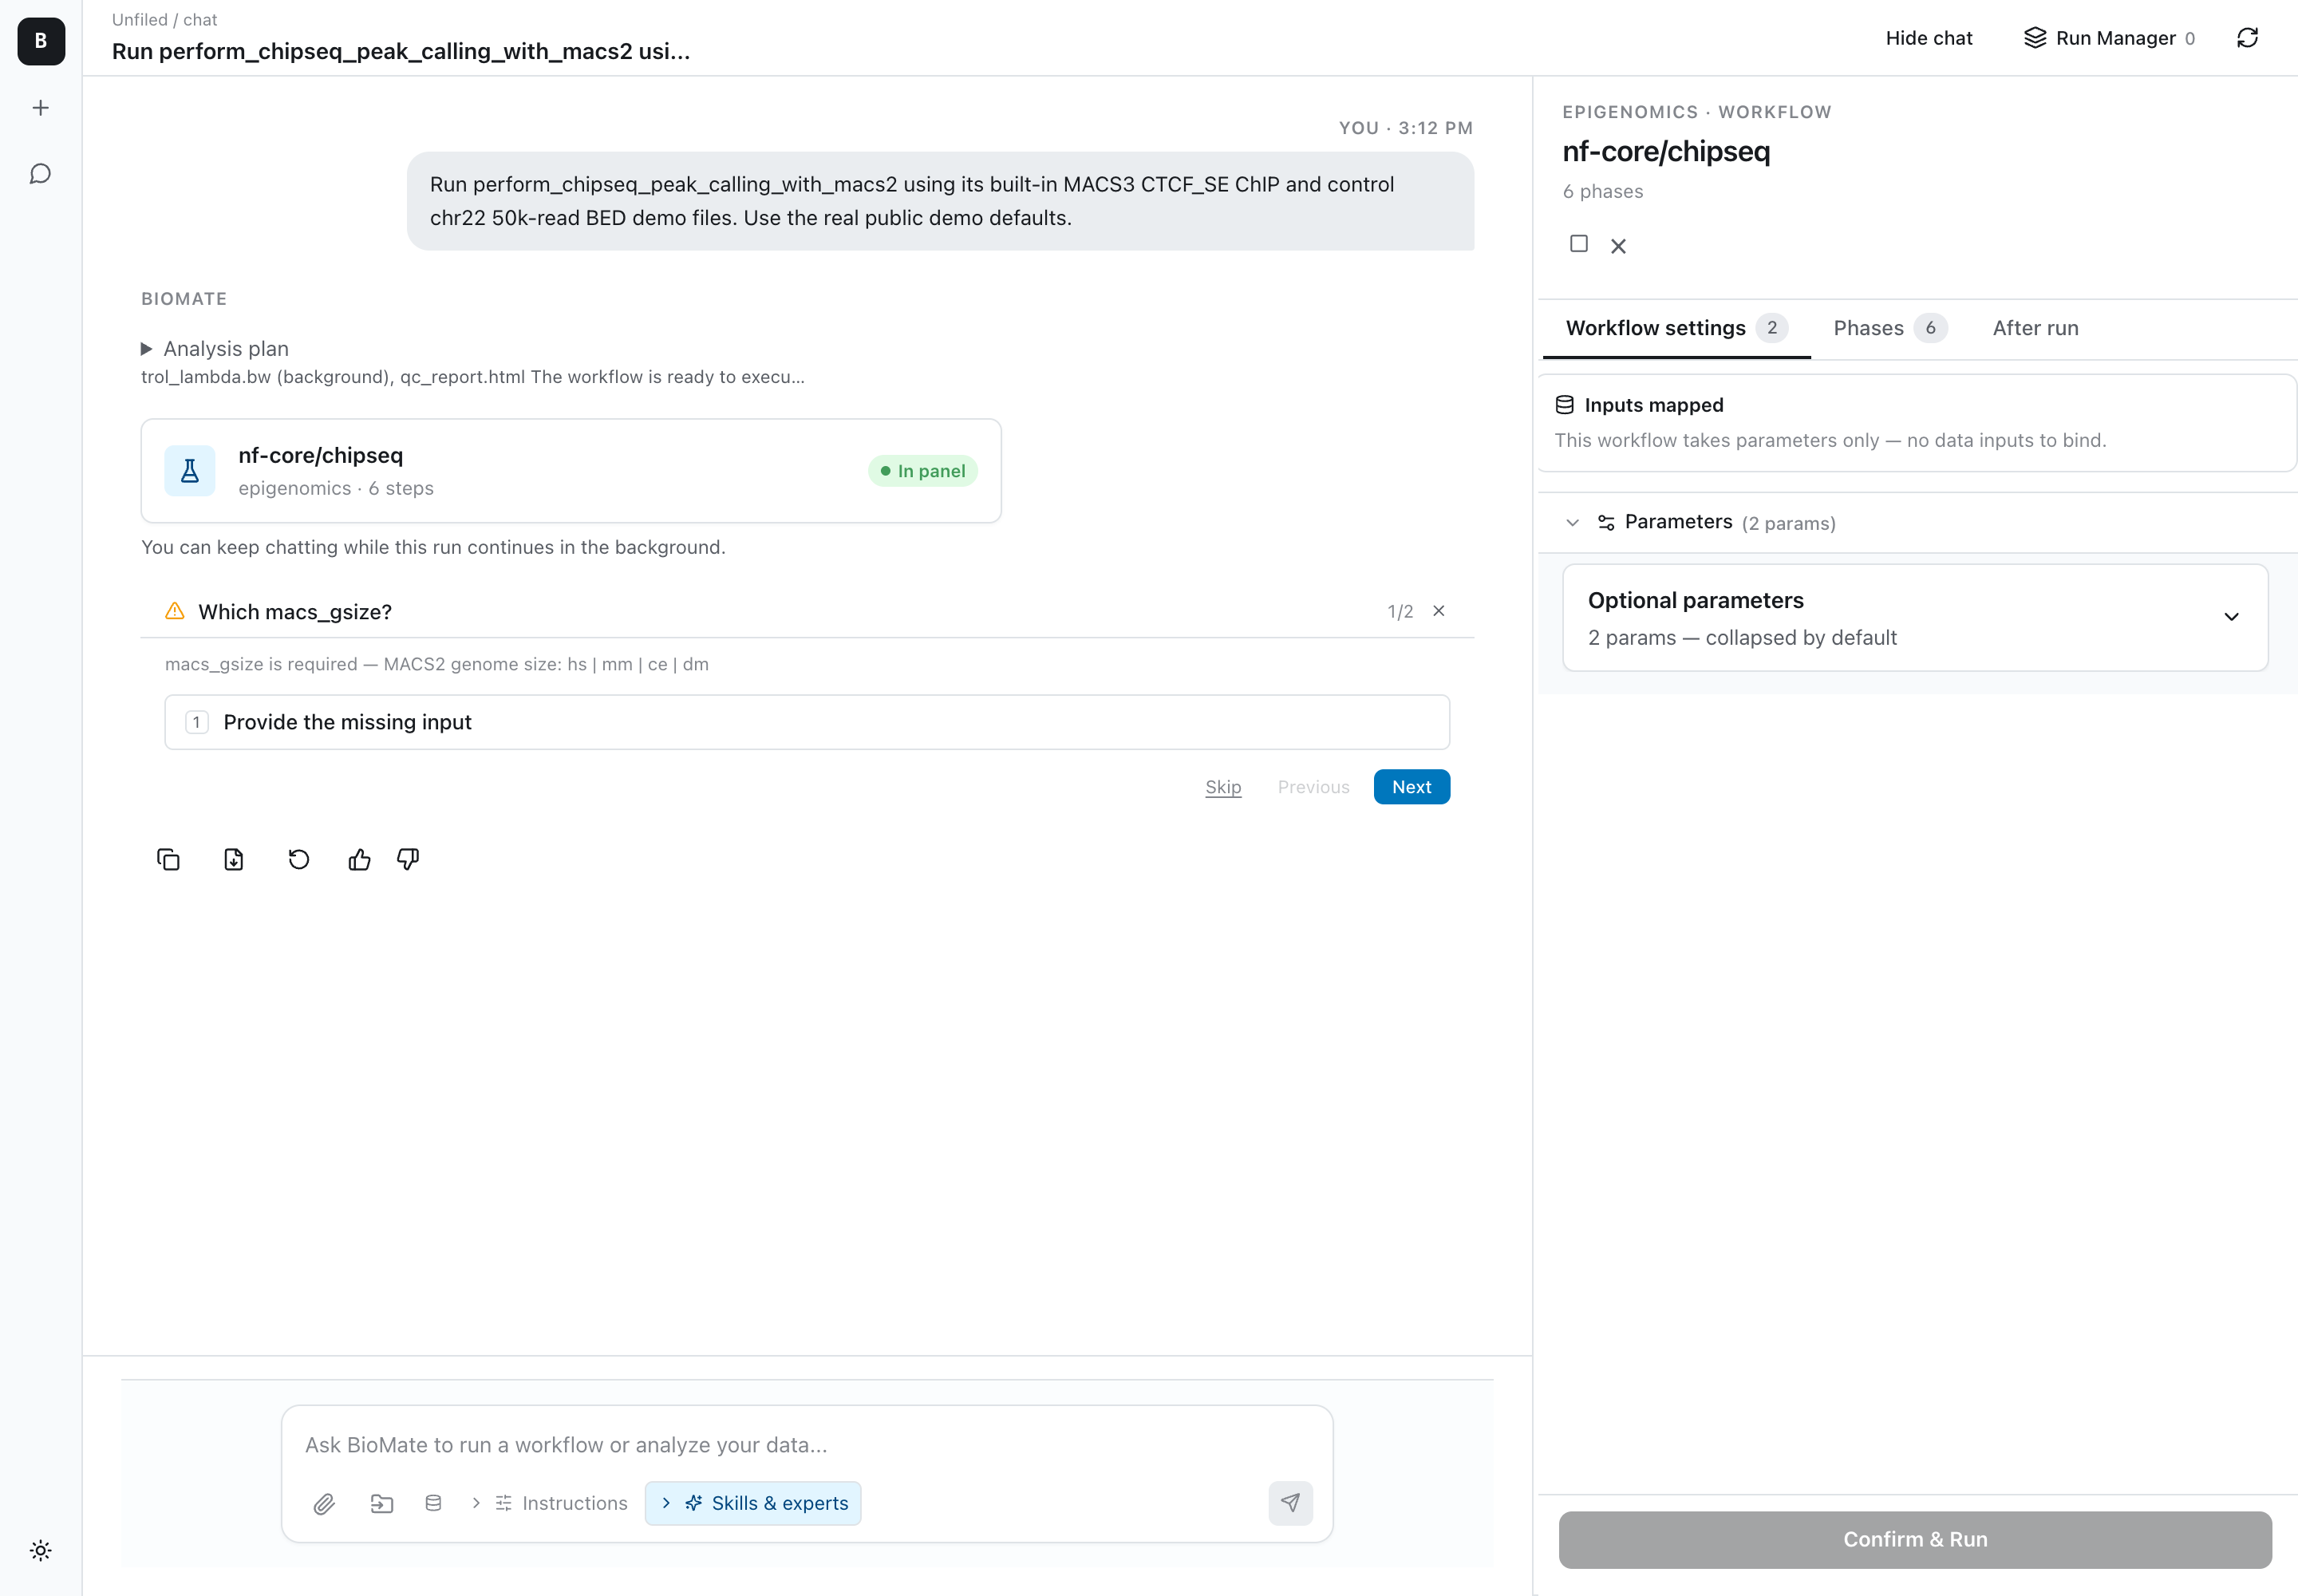 B
Unfiled / chat
Run perform_chipseq_peak_calling_with_macs2 usi...
Hide chat
Run Manager 0
YOU · 3:12 PM
Run perform_chipseq_peak_calling_with_macs2 using its built-in MACS3 CTCF_SE ChIP and control
chr22 50k-read BED demo files. Use the real public demo defaults.
BIOMATE
Analysis plan
trol_lambda.bw (background), qc_report.html The workflow is ready to execu...
nf-core/chipseq
epigenomics · 6 steps
In panel
You can keep chatting while this run continues in the background.
Which macs_gsize?
1/2
macs_gsize is required — MACS2 genome size: hs | mm | ce | dm
1 Provide the missing input
Skip
Previous
Next
Ask BioMate to run a workflow or analyze your data...
Instructions
Skills & experts
EPIGENOMICS · WORKFLOW
nf-core/chipseq
6 phases
Workflow settings 2
Phases 6
After run
Inputs mapped
This workflow takes parameters only — no data inputs to bind.
Parameters (2 params)
Optional parameters
2 params — collapsed by default
Confirm & Run